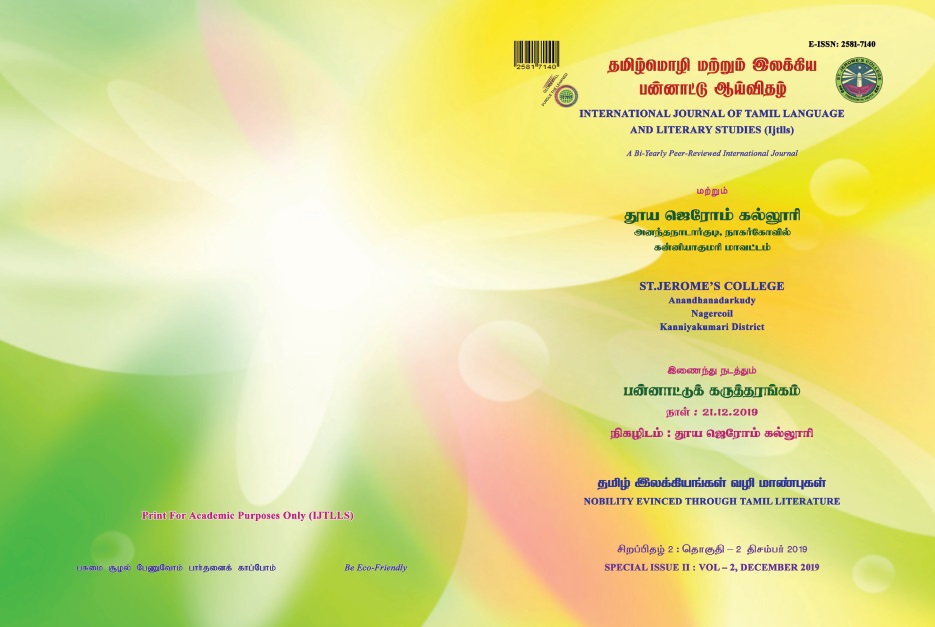 E-ISSN: 2581-7140
2581 7140
தமிழ்மொழி மற்றும் இலக்கிய
பன்னாட்டு ஆய்விதழ்
INTERNATIONAL JOURNAL OF TAMIL LANGUAGE
AND LITERARY STUDIES (Ijtlls)
A Bi-Yearly Peer-Reviewed International Journal
மற்றும்
தூய ஜெரோம் கல்லூரி
அனந்தநாடார்குடி, நாகர்கோவில்
கன்னியாகுமரி மாவட்டம்
ST.JEROME'S COLLEGE
Anandhanadarkudy
Nagercoil
Kanniyakumari District
இணைந்து நடத்தும்
பன்னாட்டுக் கருத்தரங்கம்
நாள் : 21.12.2019
நிகழிடம் : தூய ஜெரோம் கல்லூரி
தமிழ் இலக்கியங்கள் வழி மாண்புகள்
NOBILITY EVINCED THROUGH TAMIL LITERATURE
சிறப்பிதழ் 2 : தொகுதி – 2 திசம்பர் 2019
SPECIAL ISSUE II : VOL – 2, DECEMBER 2019
Print For Academic Purposes Only (IJTLLS)
பசுமை சூழல் பேணுவோம் பார்தனைக் காப்போம்
Be Eco-Friendly